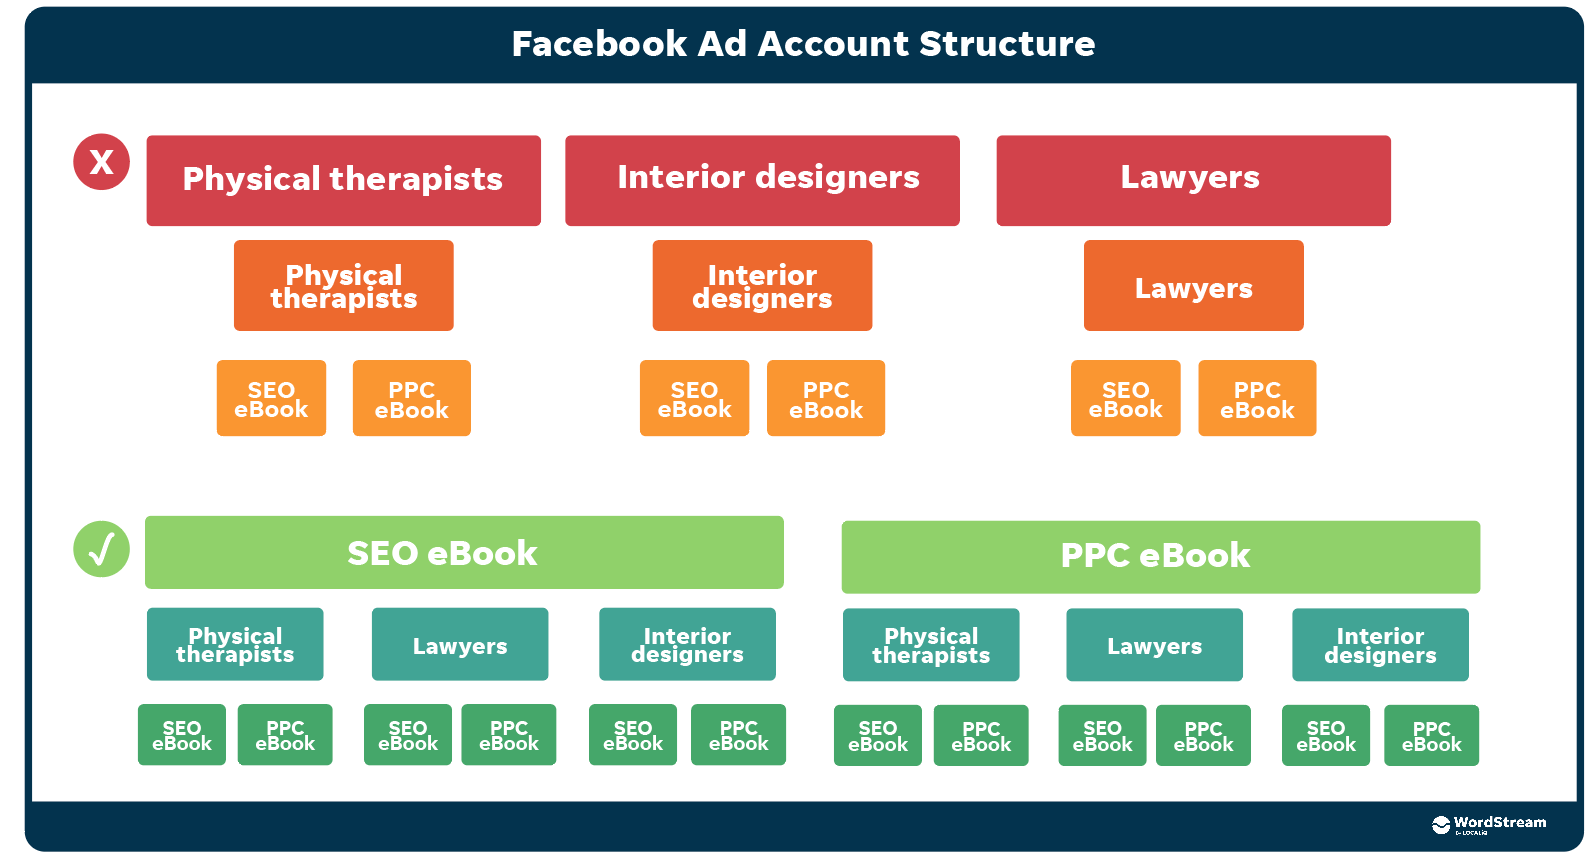 Facebook Ad Account Structure
X
Physical therapists
Interior designers
Lawyers
Physical
therapists
Interior
designers
Lawyers
SEO
eBook
PPC
eBook
SEO
eBook
PPC
eBook
SEO
eBook
PPC
eBook
SEO eBook
PPC eBook
Physical
therapists
Lawyers
Interior
designers
Physical
therapists
Lawyers
Interior
designers
SEO
eBook
PPC
eBook
SEO
eBook
PPC
eBook
SEO
eBook
PPC
eBook
SEO
eBook
PPC
eBook
SEO
eBook
PPC
eBook
SEO
eBook
PPC
eBook
WordStream
by LOCALiQ